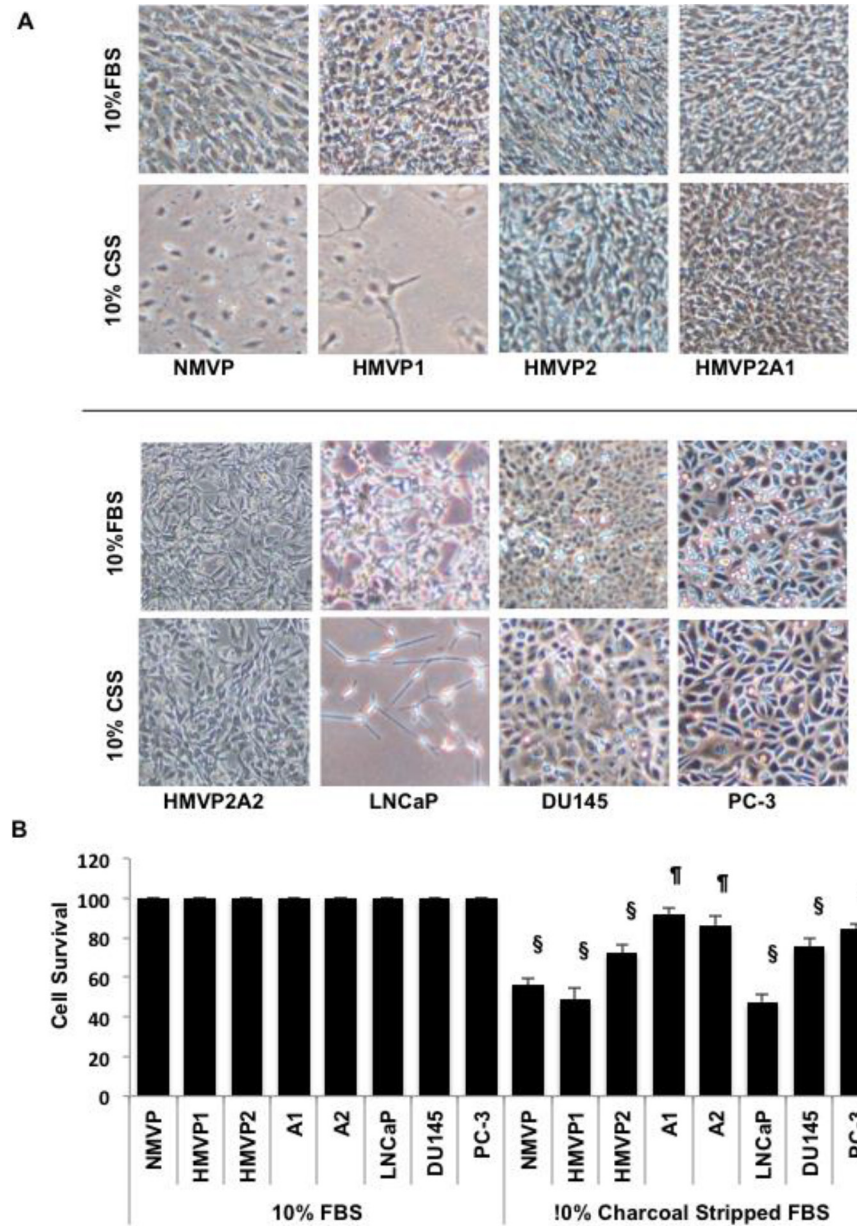 A
10%FBS
10% CSS
NMVP HMVP1 HMVP2 HMVP2A1
10%FBS
10% CSS
HMVP2A2 LNCaP DU145 PC-3
B
Cell Survival
120
100
80
60
40
20
0
§ § § ¶ ¶ § §
NMVP HMVP1 HMVP2 A1 A2 LNCaP DU145 PC-3 NMVP HMVP1 HMVP2 A1 A2 LNCaP DU145 PC-3
10% FBS !0% Charcoal Stripped FBS